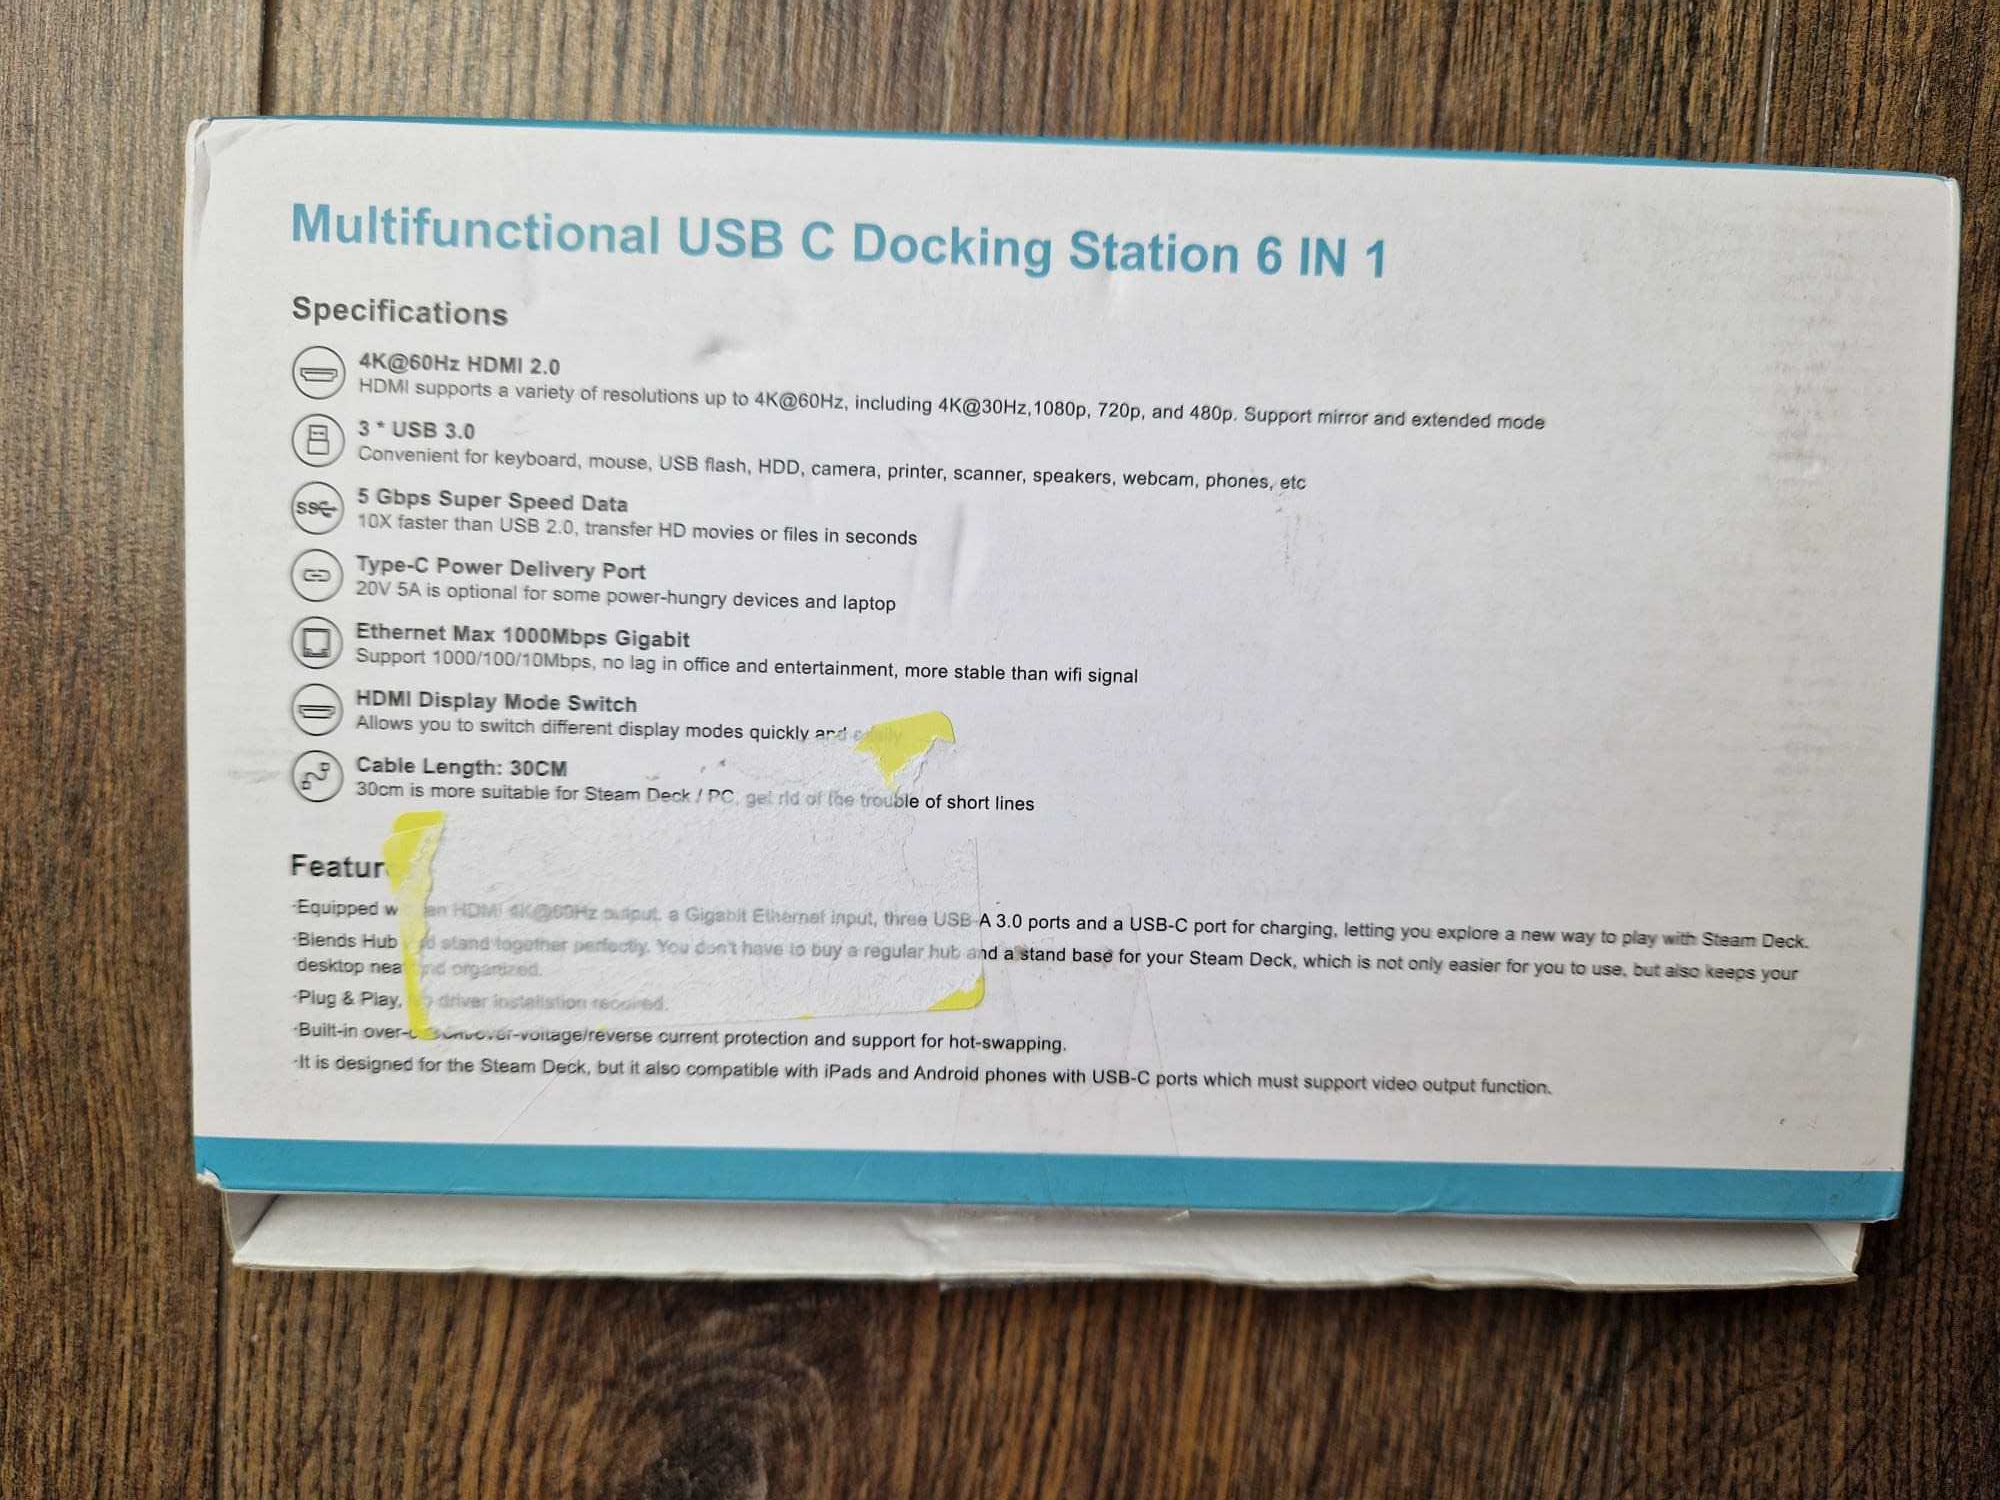 Multifunctional USB C Docking Station 6 IN 1
Specifications
4K@60Hz HDMI 2.0
HDMI supports a variety of resolutions up to 4K@60Hz, including 4K@30Hz,1080p, 720p, and 480p. Support mirror and extended mode
3 * USB 3.0
Convenient for keyboard, mouse, USB flash, HDD, camera, printer, scanner, speakers, webcam, phones, etc
SS
5 Gbps Super Speed Data
10X faster than USB 2.0, transfer HD movies or files in seconds
Type-C Power Delivery Port
20V 5A is optional for some power-hungry devices and laptop
Ethernet Max 1000Mbps Gigabit
Support 1000/100/10Mbps, no lag in office and entertainment, more stable than wifi signal
HDMI Display Mode Switch
Allows you to switch different display modes quickly and
Cable Length: 30CM
30cm is more suitable for Steam Deck / PC, get rid of the trouble of short lines
Featur
·Equipped w an HDMI 4K@60Hz output, a Gigabit Ethernet input, three USB-A 3.0 ports and a USB-C port for charging, letting you explore a new way to play with Steam Deck.
·Blends Hub stand together perfectly. You don't have to buy a regular hub and a stand base for your Steam Deck, which is not only easier for you to use, but also keeps your
desktop nea and organized.
·Plug & Play, driver installation required.
·Built-in over-voltage/reverse current protection and support for hot-swapping.
·It is designed for the Steam Deck, but it also compatible with iPads and Android phones with USB-C ports which must support video output function.